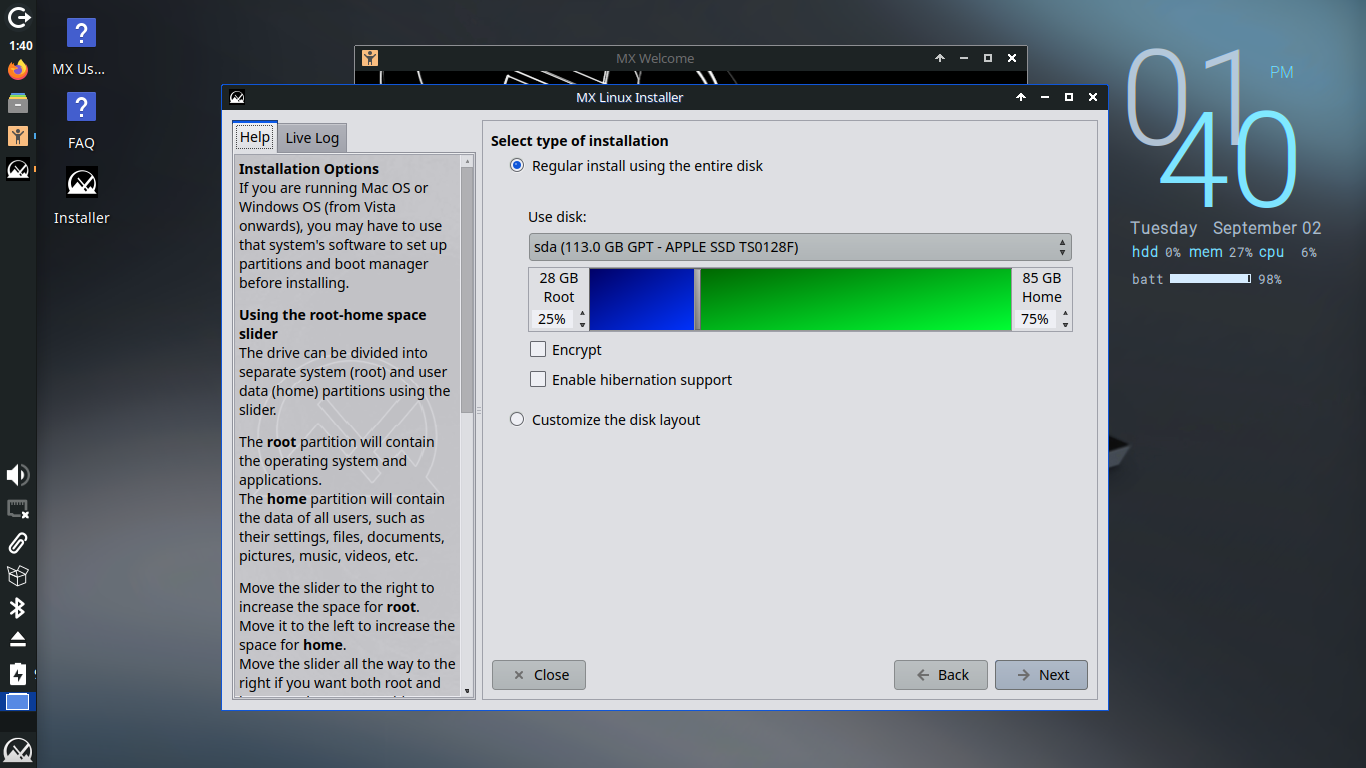 1:40
MX Us...
FAQ
Installer
MX Welcome
MX Linux Installer
Help
Live Log
Installation Options
If you are running Mac OS or
Windows OS (from Vista
onwards), you may have to use
that system's software to set up
partitions and boot manager
before installing.
Using the root-home space
slider
The drive can be divided into
separate system (root) and user
data (home) partitions using the
slider.
The root partition will contain
the operating system and
applications.
The home partition will contain
the data of all users, such as
their settings, files, documents,
pictures, music, videos, etc.
Move the slider to the right to
increase the space for root.
Move it to the left to increase the
space for home.
Move the slider all the way to the
right if you want both root and
Select type of installation
Regular install using the entire disk
Use disk:
sda (113.0 GB GPT - APPLE SSD TS0128F)
28 GB
Root
25%
85 GB
Home
75%
Encrypt
Enable hibernation support
Customize the disk layout
Close
Back
Next
01 PM
40
Tuesday September 02
hdd 0% mem 27% cpu 6%
batt 98%